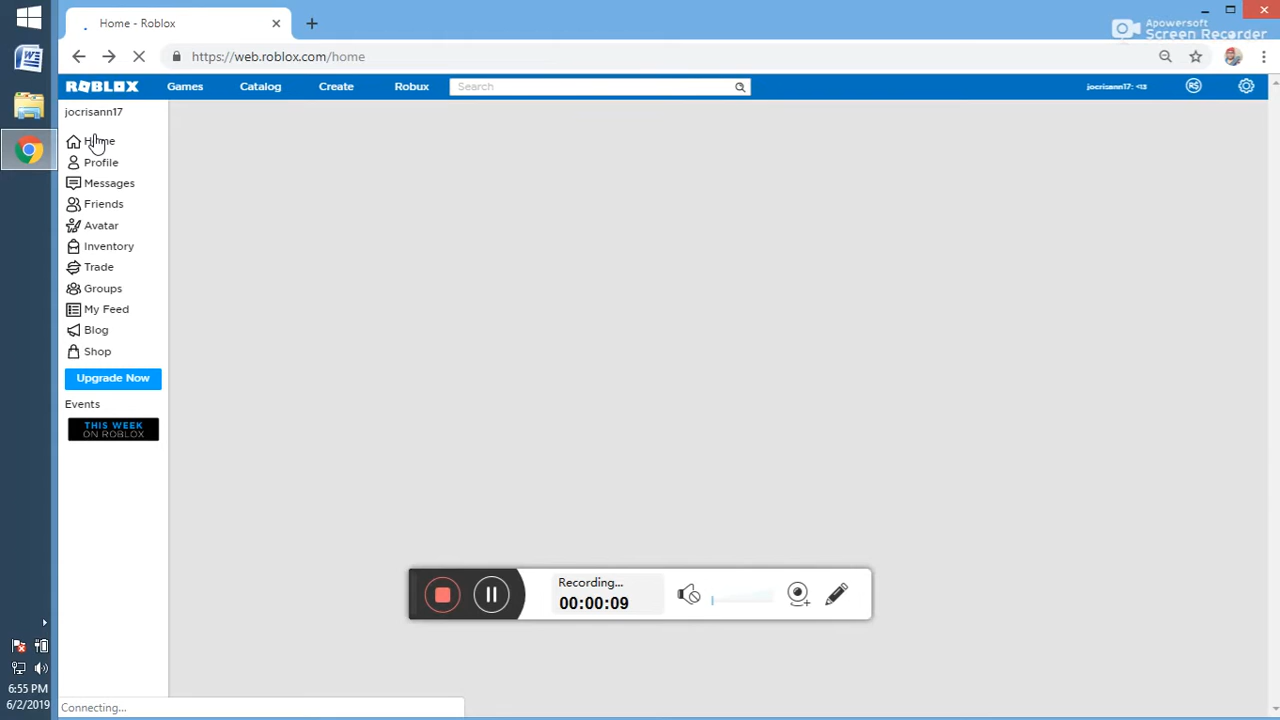 Home - Roblox
Apowersoft
Screen Recorder
https://web.roblox.com/home
ROBLOX
Games
Catalog
Create
Robux
Search
jocrisann17: <13
jocrisann17
Home
Profile
Messages
Friends
Avatar
Inventory
Trade
Groups
My Feed
Blog
Shop
Upgrade Now
Events
THIS WEEK
ON ROBLOX
Recording...
00:00:09
6:55 PM
6/2/2019
Connecting...